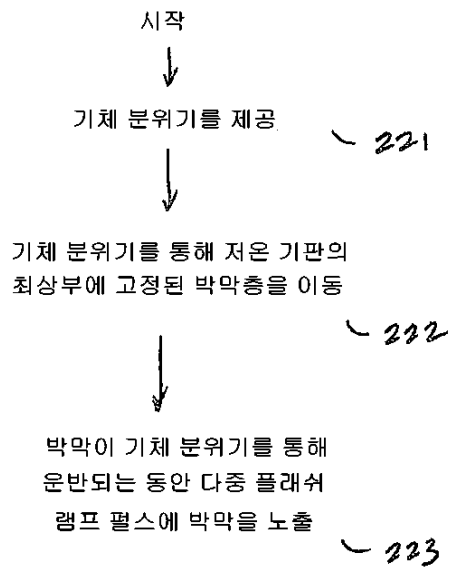 시작
기체 분위기를 제공
221
기체 분위기를 통해 저온 기판의
최상부에 고정된 박막층을 이동
222
박막이 기체 분위기를 통해
운반되는 동안 다중 플래쉬
램프 펄스에 박막을 노출
223